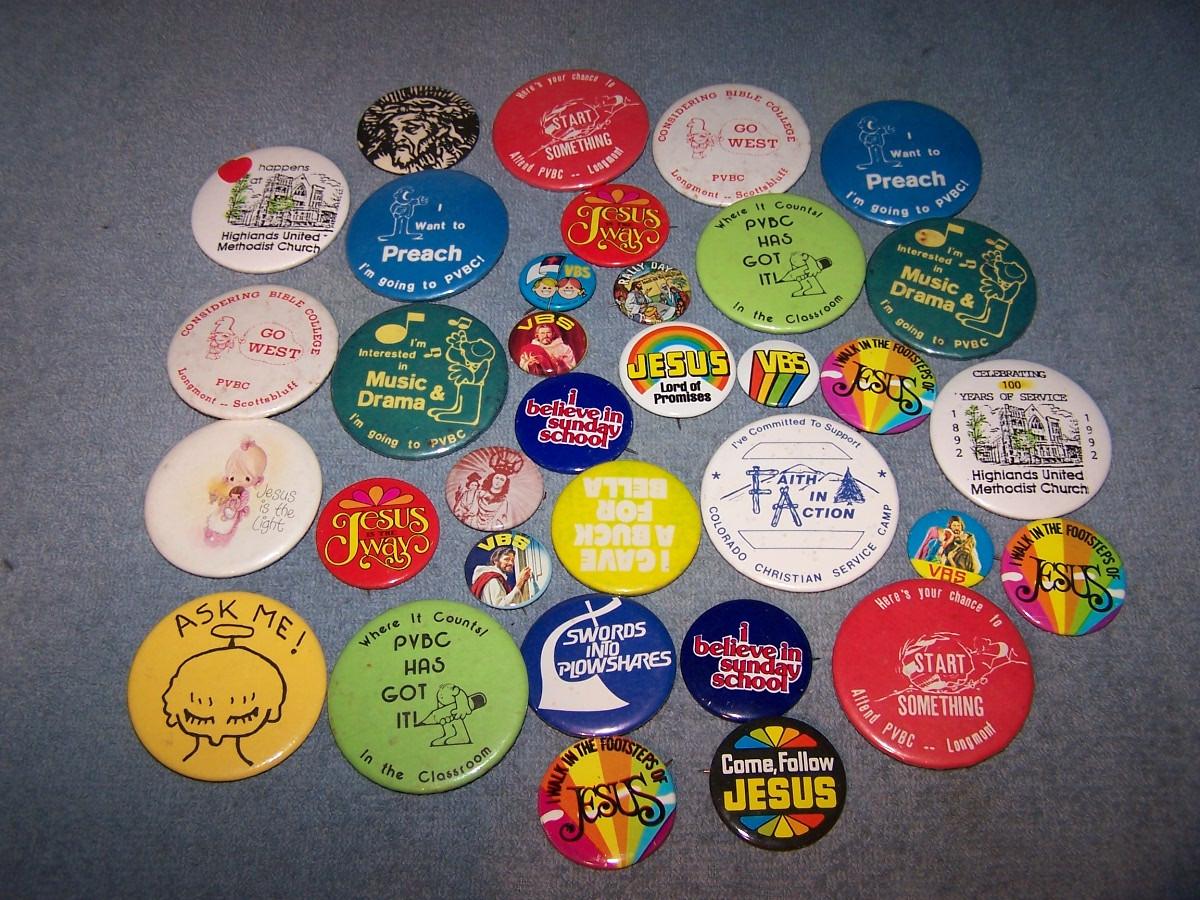 Here's your chance to
START
SOMETHING
Attend PVBC -- Longmont
CONSIDERING BIBLE COLLEGE
GO
WEST
PVBC
Longmont -- Scottsbluff
I
Want to
Preach
I'm going to PVBC!
happens
at
Highlands United
Methodist Church
I
Want to
Preach
I'm going to PVBC!
Jesus
IS THE
way
Where It Counts!
PVBC
HAS
GOT
IT!
In the Classroom
I'm
Interested
in
Music &
Drama
I'm going to PVBC
VBS
RALLY DAY
CONSIDERING BIBLE COLLEGE
GO
WEST
PVBC
Longmont -- Scottsbluff
I'm
Interested
in
Music &
Drama
I'm going to PVBC
VBS
JESUS
Lord of
Promises
VBS
I WALK IN THE FOOTSTEPS OF
JESUS
CELEBRATING
100
YEARS OF SERVICE
1892
1992
Highlands United
Methodist Church
i
believe in
sunday
school
Jesus
is the
Light
Jesus
IS THE
way
VBS
I GAVE
A BUCK
FOR
BELLA
I've Committed To Support
FAITH
IN
ACTION
COLORADO CHRISTIAN SERVICE CAMP
VBS
I WALK IN THE FOOTSTEPS OF
JESUS
ASK ME!
Where It Counts!
PVBC
HAS
GOT
IT!
In the Classroom
SWORDS
INTO
PLOWSHARES
i
believe in
sunday
school
Here's your chance to
START
SOMETHING
Attend PVBC -- Longmont
I WALK IN THE FOOTSTEPS OF
JESUS
Come, Follow
JESUS